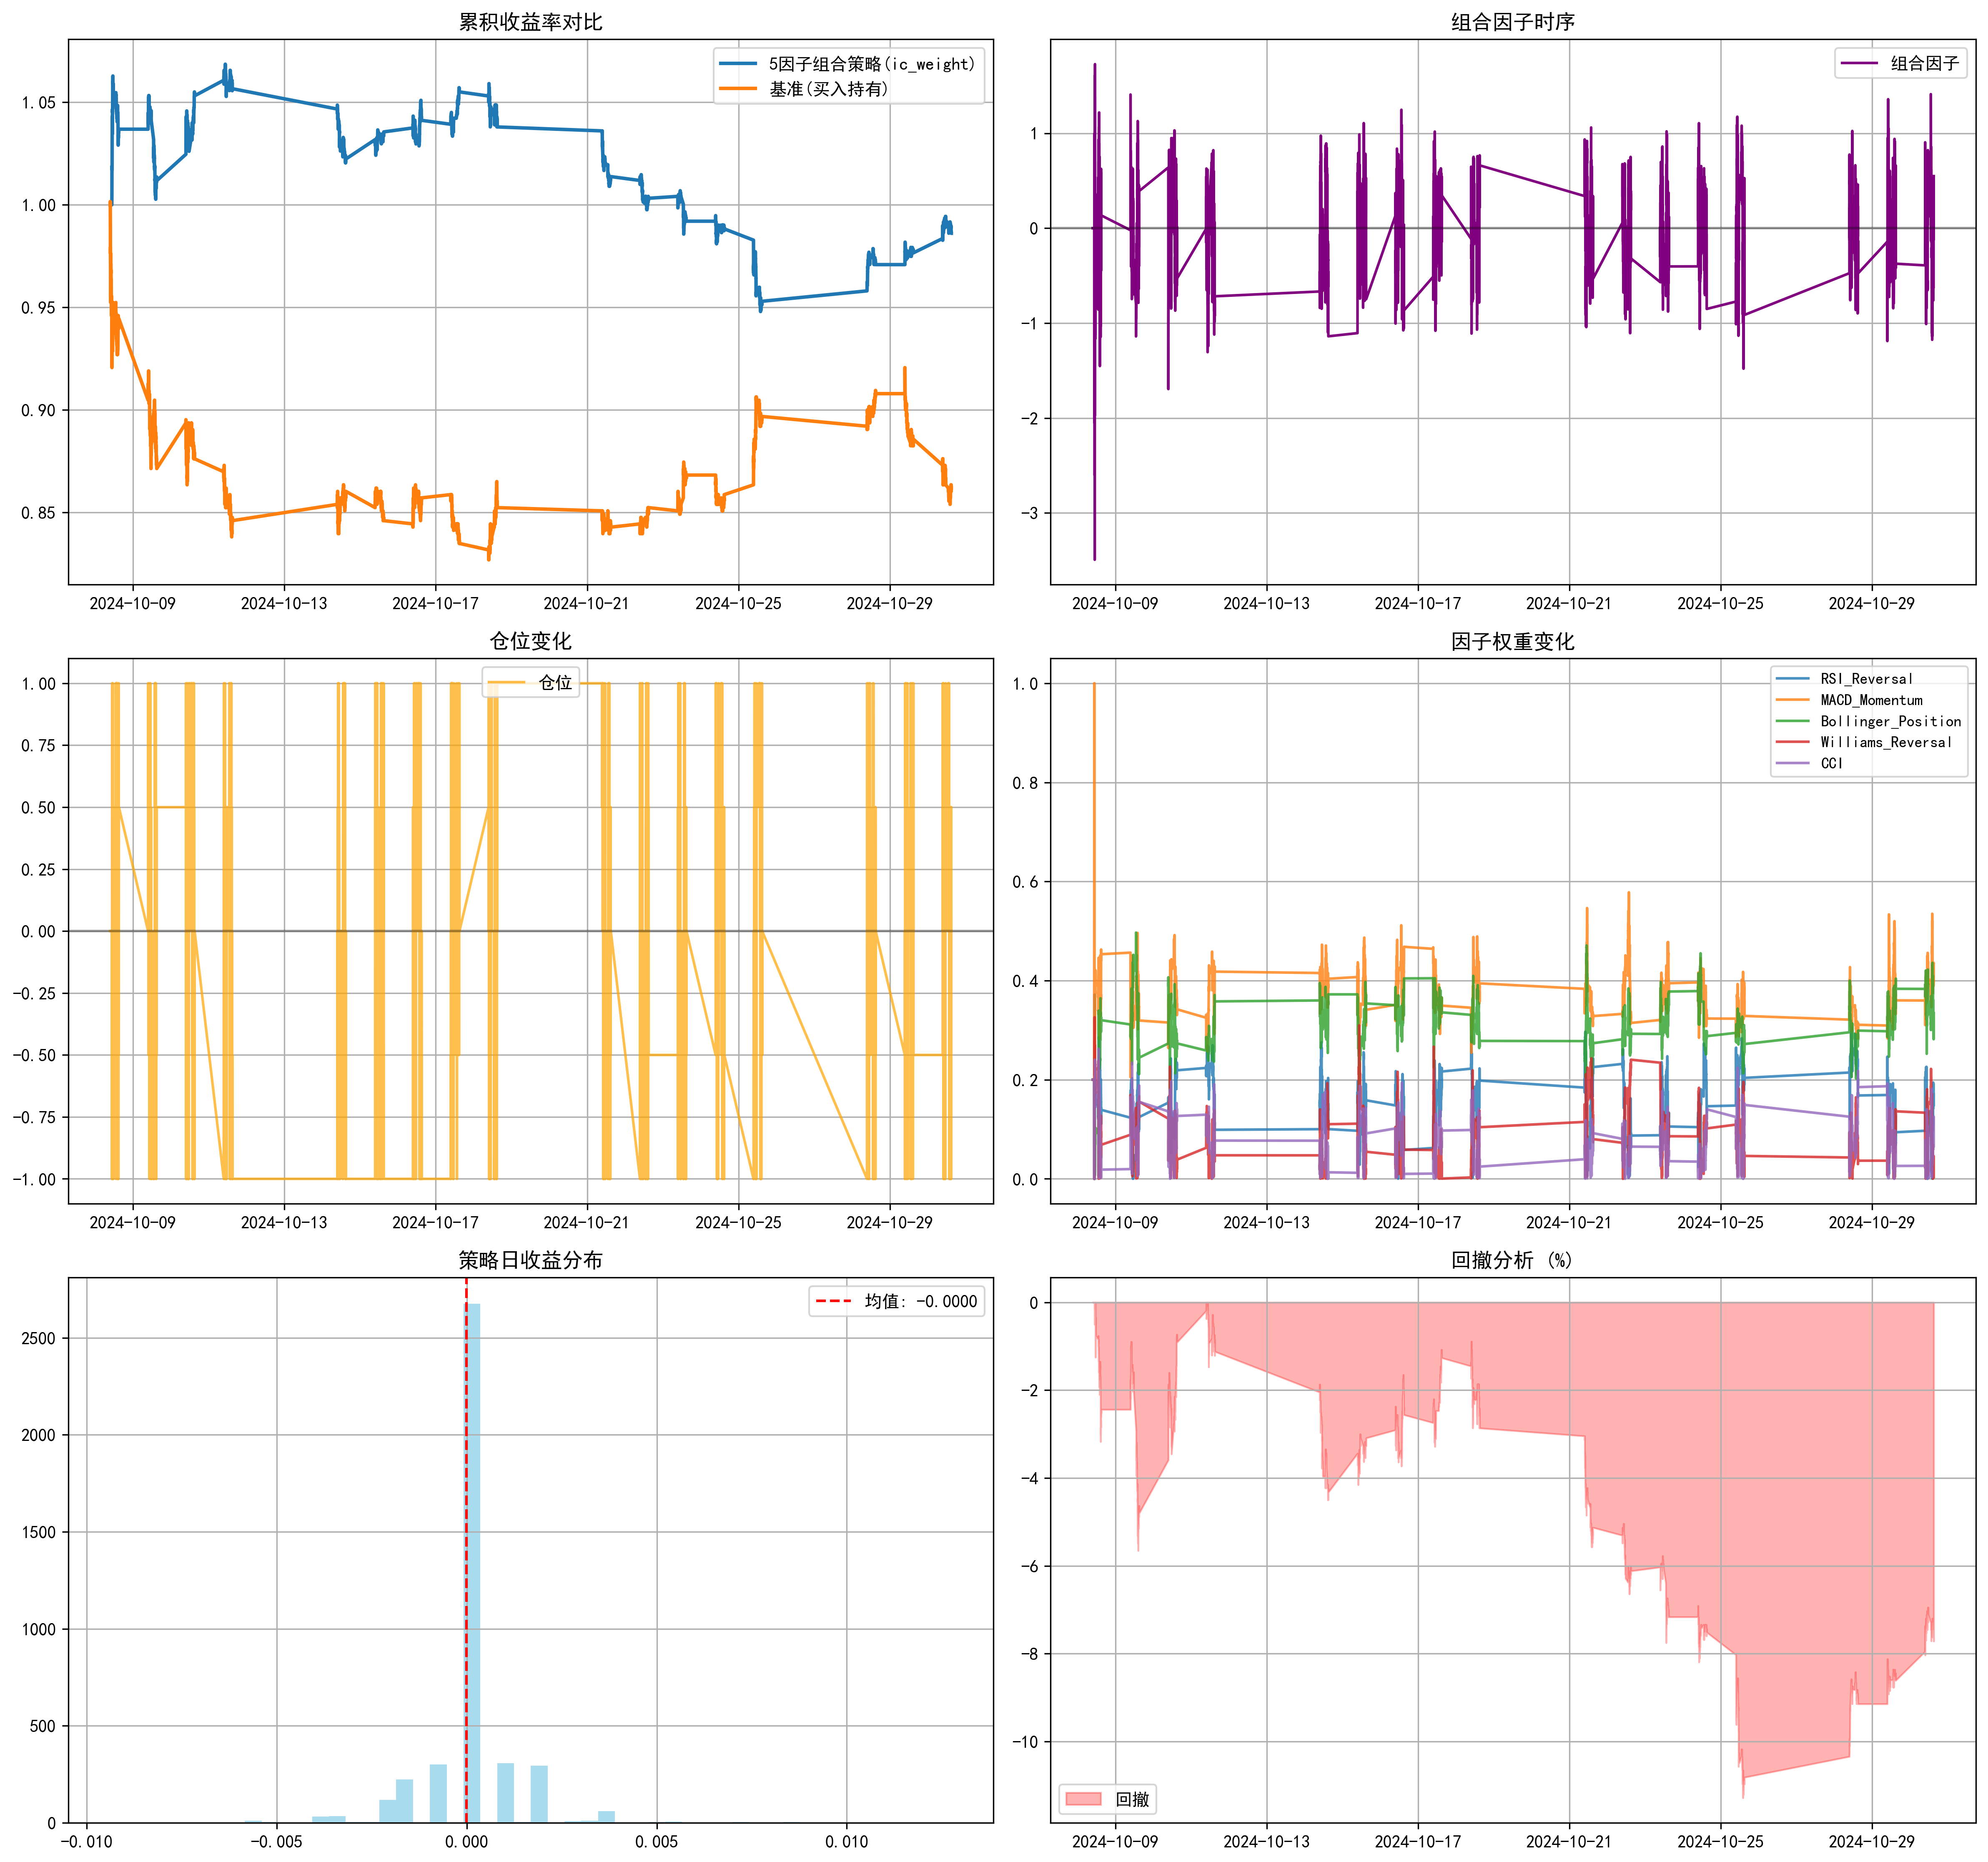 累积收益率对比
5因子组合策略(ic_weight)
基准(买入持有)
1.05
1.00
0.95
0.90
0.85
2024-10-09 2024-10-13 2024-10-17 2024-10-21 2024-10-25 2024-10-29
组合因子时序
组合因子
1
0
−1
−2
−3
2024-10-09 2024-10-13 2024-10-17 2024-10-21 2024-10-25 2024-10-29
仓位变化
仓位
1.00
0.75
0.50
0.25
0.00
−0.25
−0.50
−0.75
−1.00
2024-10-09 2024-10-13 2024-10-17 2024-10-21 2024-10-25 2024-10-29
因子权重变化
RSI_Reversal
MACD_Momentum
Bollinger_Position
Williams_Reversal
CCI
1.0
0.8
0.6
0.4
0.2
0.0
2024-10-09 2024-10-13 2024-10-17 2024-10-21 2024-10-25 2024-10-29
策略日收益分布
均值: -0.0000
2500
2000
1500
1000
500
0
−0.010 −0.005 0.000 0.005 0.010
回撤分析 (%)
0
−2
−4
−6
−8
−10
回撤
2024-10-09 2024-10-13 2024-10-17 2024-10-21 2024-10-25 2024-10-29